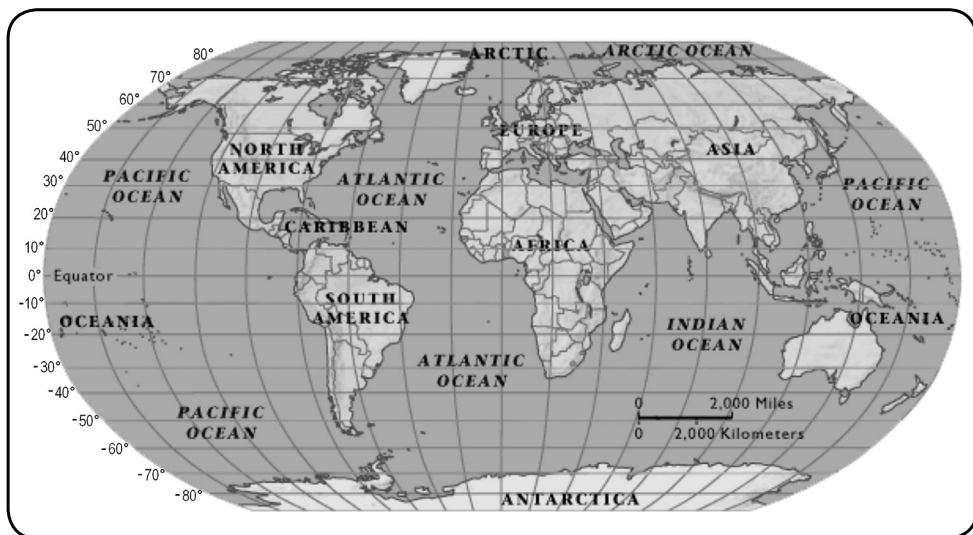 ARCTIC
ARCTIC OCEAN
80°
70°
60°
50°
40°
30°
20°
10°
0°
-10°
-20°
-30°
-40°
-50°
-60°
-70°
-80°
EUROPE
NORTH
AMERICA
ASIA
PACIFIC
OCEAN
ATLANTIC
OCEAN
PACIFIC
OCEAN
CARIBBEAN
AFRICA
Equator
SOUTH
AMERICA
OCEANIA
INDIAN
OCEAN
OCEANIA
ATLANTIC
OCEAN
PACIFIC
OCEAN
0 2,000 Miles
0 2,000 Kilometers
ANTARCTICA